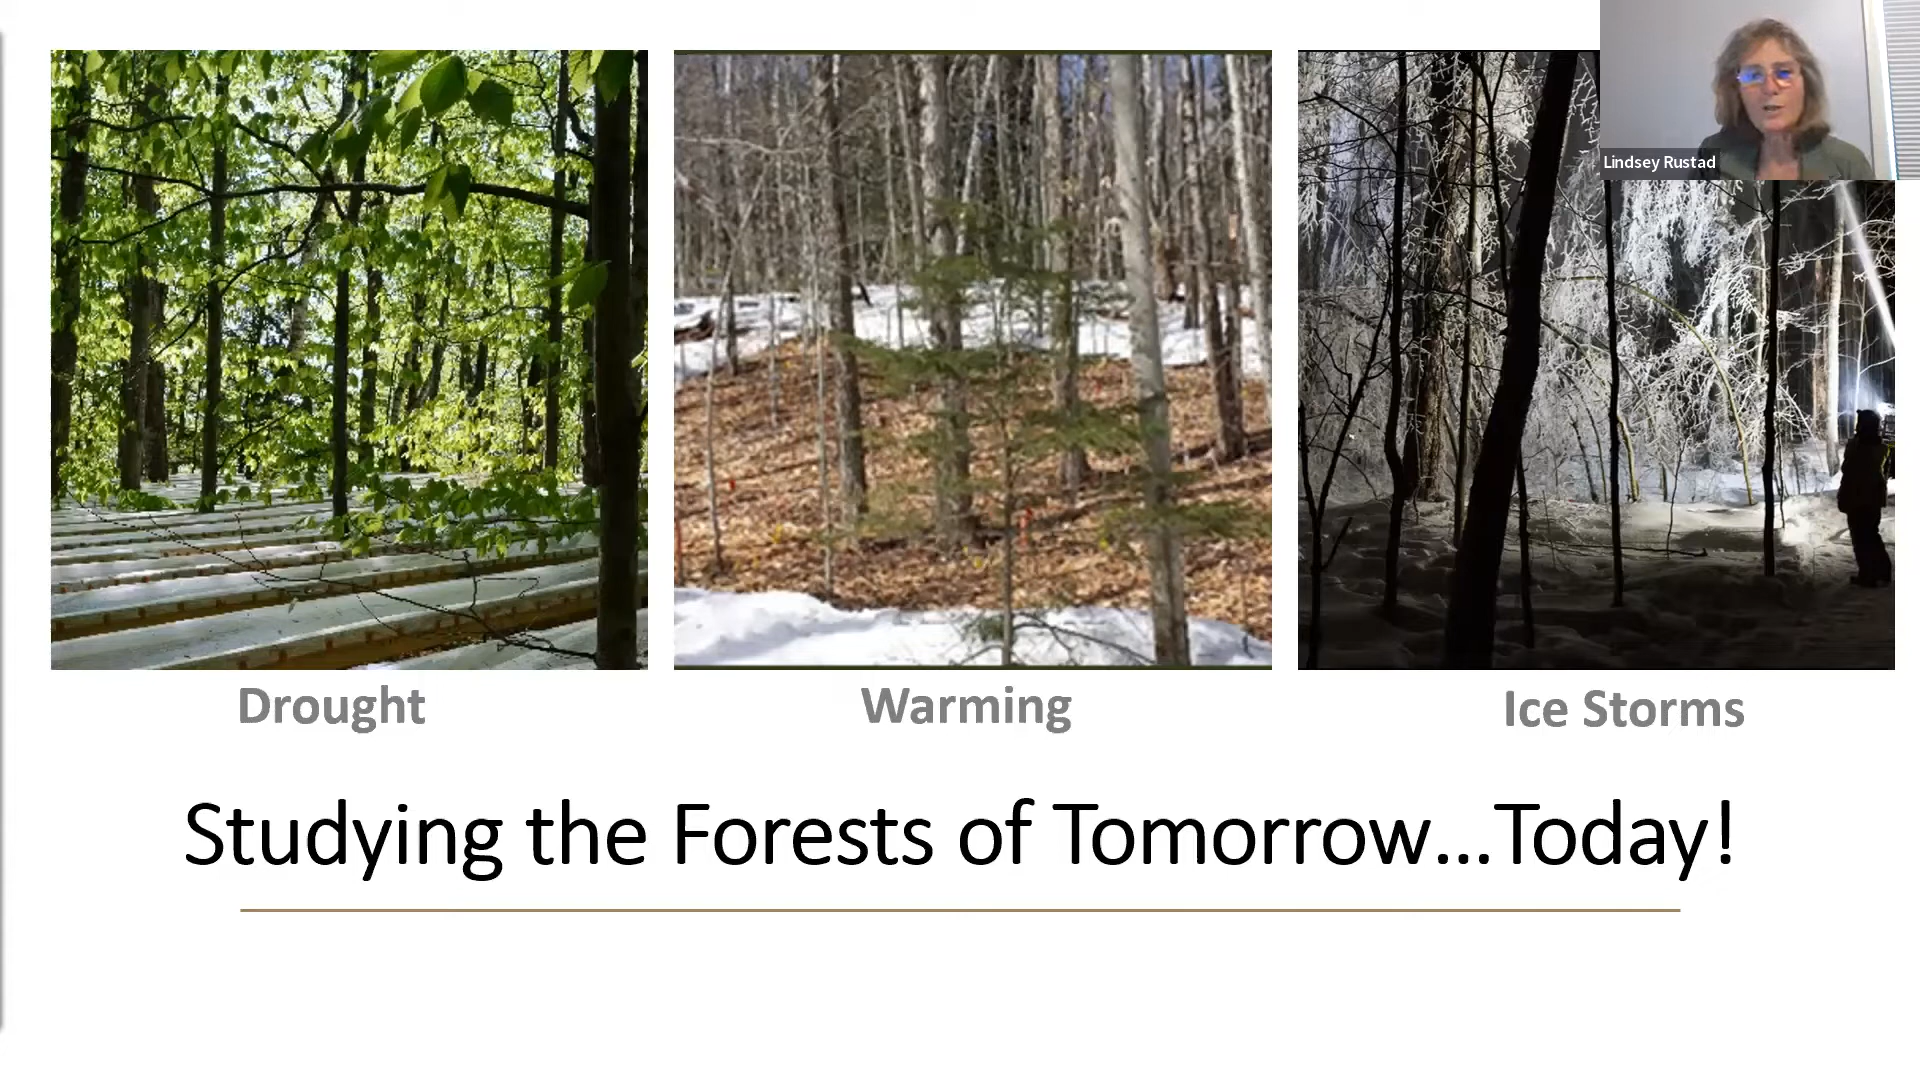 Lindsey Rustad
Drought
Warming
Ice Storms
Studying the Forests of Tomorrow...Today!